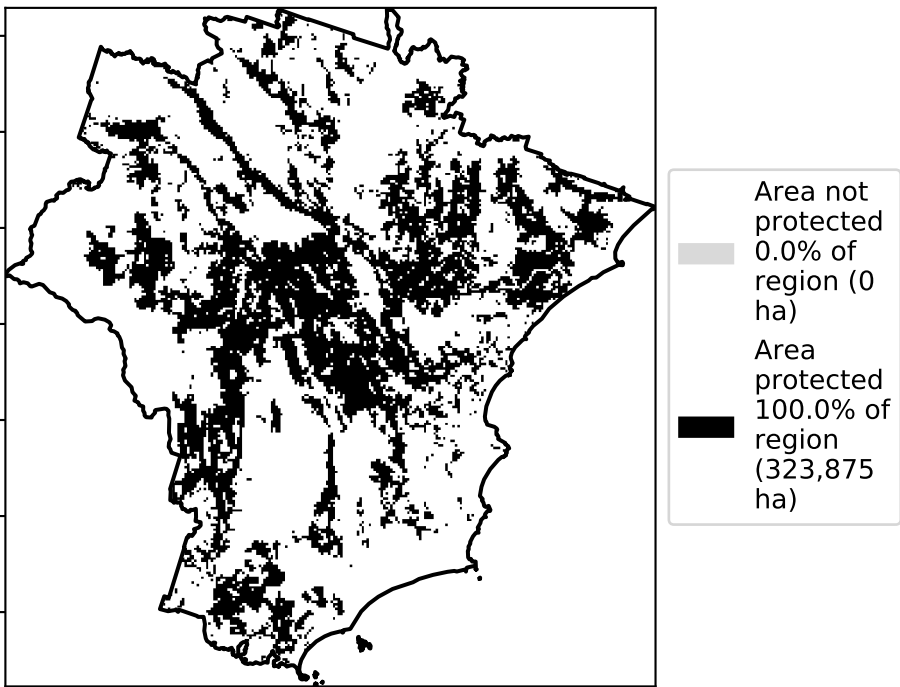 Area not
protected
0.0% of
region (0
ha)
Area
protected
100.0% of
region
(323,875
ha)